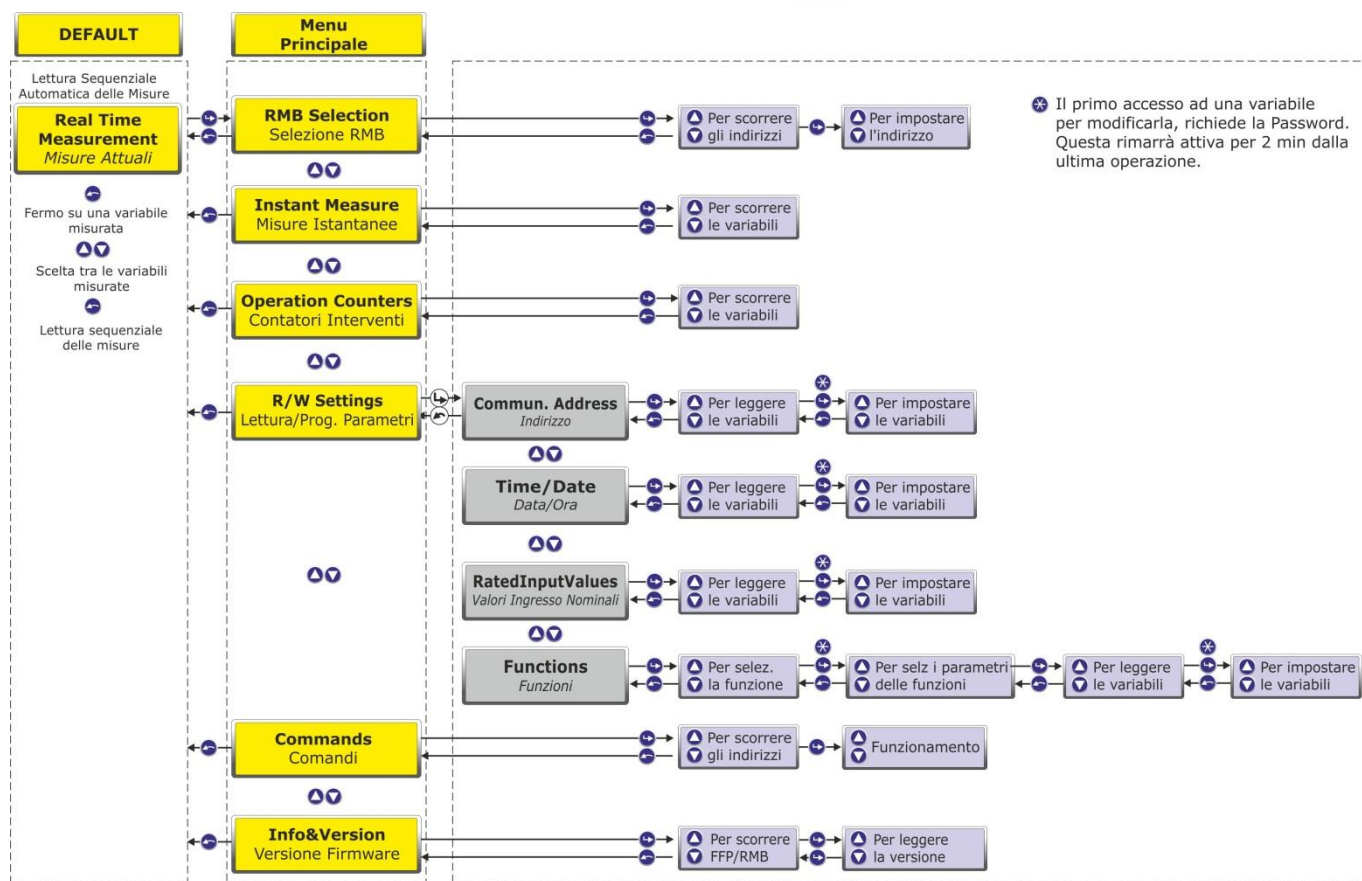 DEFAULT
Menu
Principale
Lettura Sequenziale
Automatica delle Misure
Real Time
Measurement
Misure Attuali
Fermo su una variabile
misurata
Scelta tra le variabili
misurate
Lettura sequenziale
delle misure
RMB Selection
Selezione RMB
Per scorrere
gli indirizzi
Per impostare
l'indirizzo
Il primo accesso ad una variabile
per modificarla, richiede la Password.
Questa rimarrà attiva per 2 min dalla
ultima operazione.
Instant Measure
Misure Istantanee
Per scorrere
le variabili
Operation Counters
Contatori Interventi
Per scorrere
le variabili
R/W Settings
Lettura/Prog. Parametri
Commun. Address
Indirizzo
Per leggere
le variabili
Per impostare
le variabili
Time/Date
Data/Ora
Per leggere
le variabili
Per impostare
le variabili
RatedInputValues
Valori Ingresso Nominali
Per leggere
le variabili
Per impostare
le variabili
Functions
Funzioni
Per selez.
la funzione
Per selz i parametri
delle funzioni
Per leggere
le variabili
Per impostare
le variabili
Commands
Comandi
Per scorrere
gli indirizzi
Funzionamento
Info&Version
Versione Firmware
Per scorrere
FFP/RMB
Per leggere
la versione